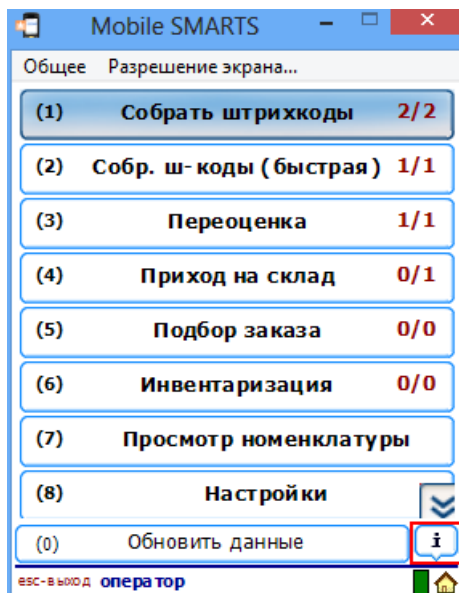 Mobile SMARTS
Общее Разрешение экрана...
(1) Собрать штрихкоды 2/2
(2) Собр. ш-коды (быстрая) 1/1
(3) Переоценка 1/1
(4) Приход на склад 0/1
(5) Подбор заказа 0/0
(6) Инвентаризация 0/0
(7) Просмотр номенклатуры
(8) Настройки
(0) Обновить данные i
esc-выход оператор